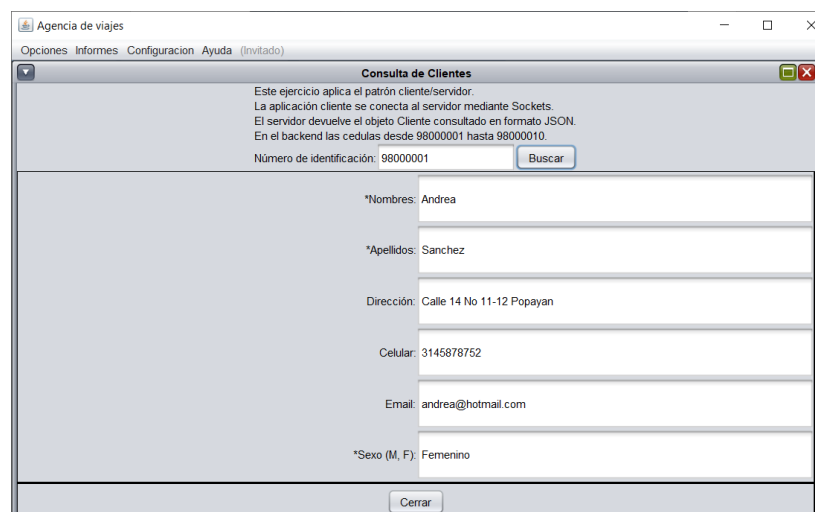 Agencia de viajes
Opciones Informes Configuracion Ayuda (Invitado)
Consulta de Clientes
Este ejercicio aplica el patrón cliente/servidor.
La aplicación cliente se conecta al servidor mediante Sockets.
El servidor devuelve el objeto Cliente consultado en formato JSON.
En el backend las cedulas desde 98000001 hasta 98000010.
Número de identificación: 98000001 Buscar
*Nombres: Andrea
*Apellidos: Sanchez
Dirección: Calle 14 No 11-12 Popayan
Celular: 3145878752
Email: andrea@hotmail.com
*Sexo (M, F): Femenino
Cerrar